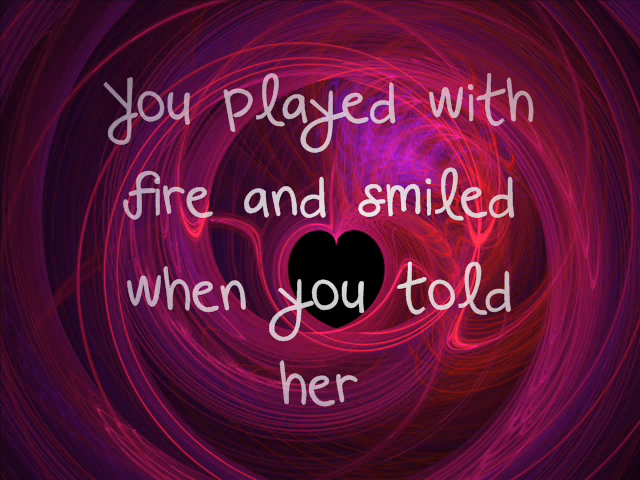 you played with
fire and smiled
when you told
her